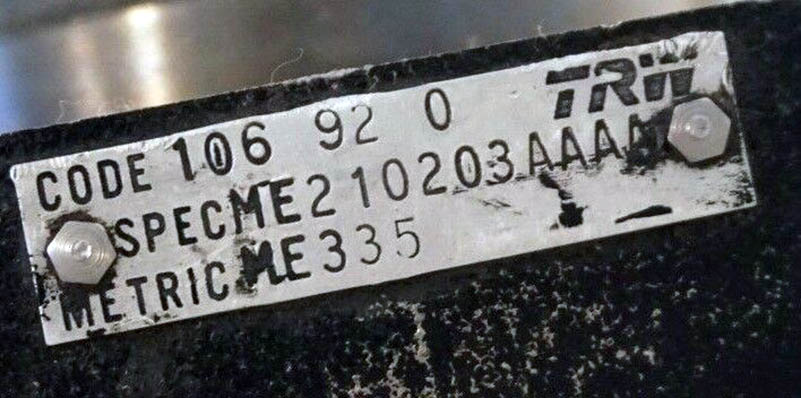 TRW
CODE 106 92 0
SPEC ME210203AAAA
METRIC ME335